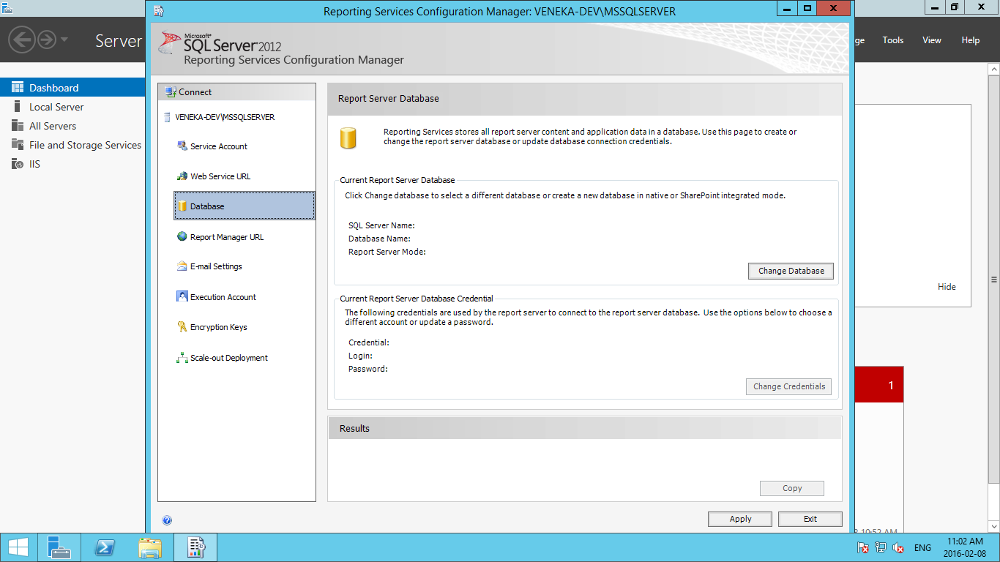 Reporting Services Configuration Manager: VENEKA-DEV\MSSQLSERVER
Server
Tools
View
Help
Microsoft®
SQL Server 2012
Reporting Services Configuration Manager
Dashboard
Local Server
All Servers
File and Storage Services
IIS
Connect
VENEKA-DEV\MSSQLSERVER
Service Account
Web Service URL
Database
Report Manager URL
E-mail Settings
Execution Account
Encryption Keys
Scale-out Deployment
Report Server Database
Reporting Services stores all report server content and application data in a database. Use this page to create or
change the report server database or update database connection credentials.
Current Report Server Database
Click Change database to select a different database or create a new database in native or SharePoint integrated mode.
SQL Server Name:
Database Name:
Report Server Mode:
Change Database
Hide
Current Report Server Database Credential
The following credentials are used by the report server to connect to the report server database. Use the options below to choose a
different account or update a password.
Credential:
Login:
Password:
Change Credentials
1
Results
Copy
Apply
Exit
10:52 AM
ENG
11:02 AM
2016-02-08